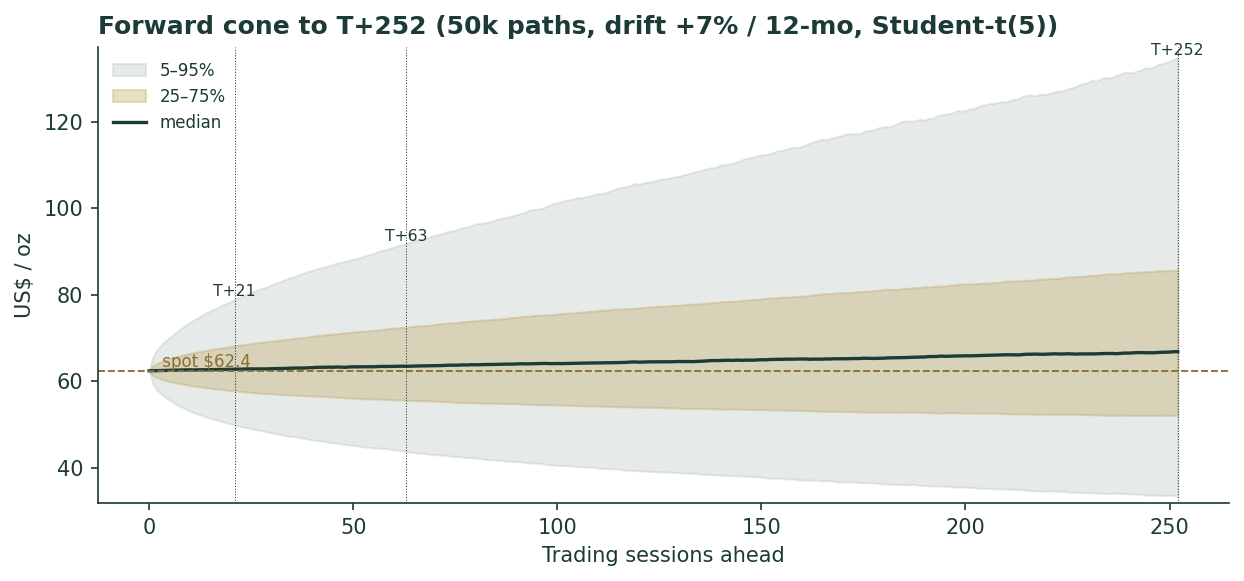 Forward cone to T+252 (50k paths, drift +7% / 12-mo, Student-t(5))
5–95%
25–75%
median
T+21
T+63
T+252
spot $62.4
US$ / oz
120
100
80
60
40
0
50
100
150
200
250
Trading sessions ahead